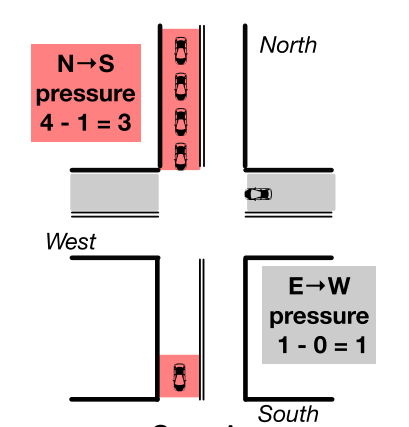 North
N→S
pressure
4 - 1 = 3
West
E→W
pressure
1 - 0 = 1
South